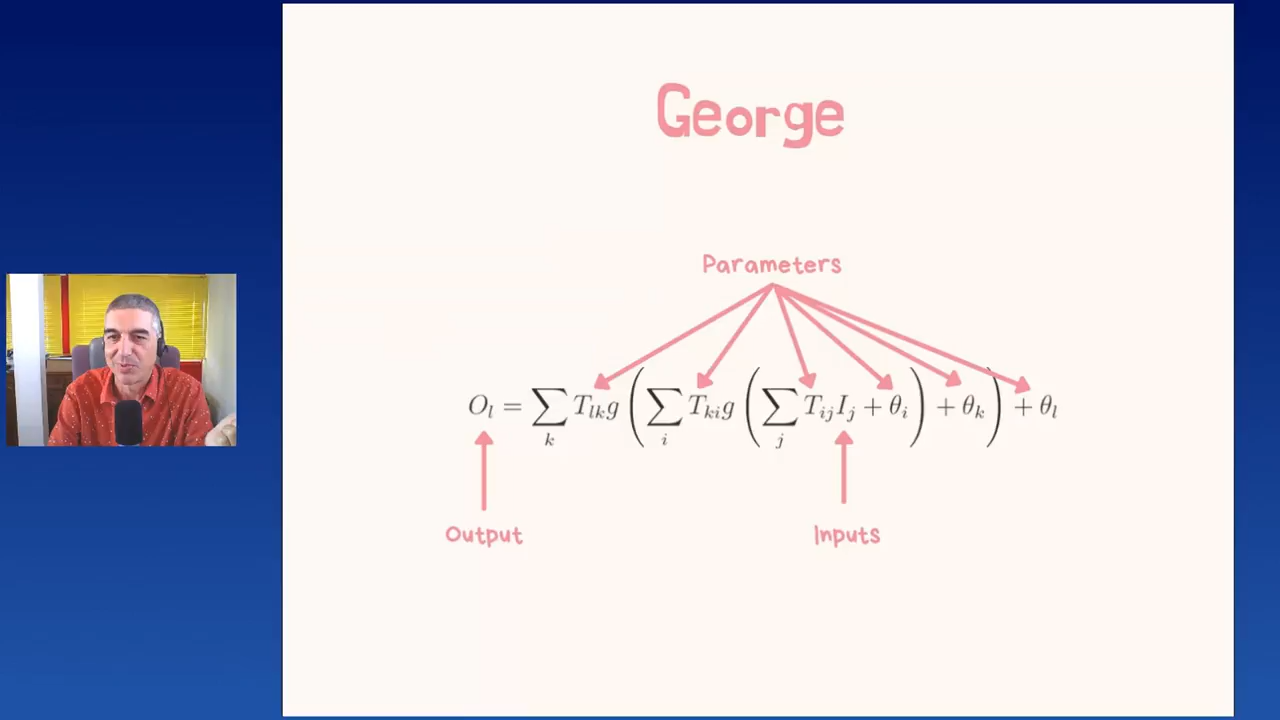 George
Parameters
O_l = \sum_k T_{lk} g \left( \sum_i T_{ki} g \left( \sum_j T_{ij} I_j + \theta_i \right) + \theta_k \right) + \theta_l
Output
Inputs